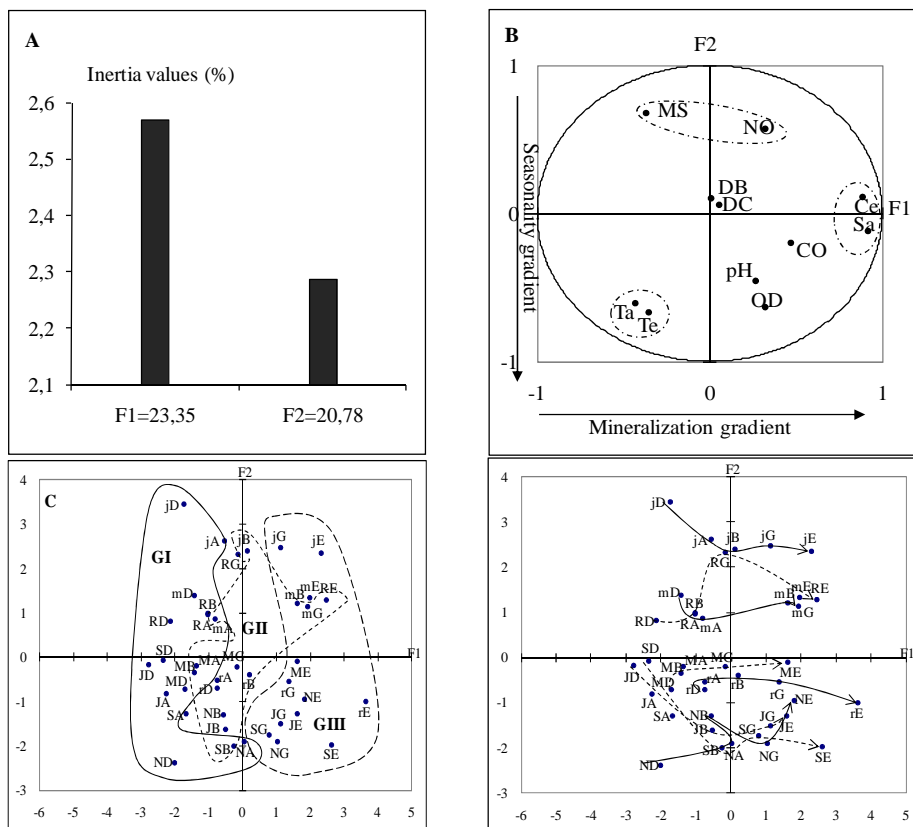 A
Inertia values (%)
2,6
2,5
2,4
2,3
2,2
2,1
F1=23,35
F2=20,78
B
F2
1
MS
NO
DB
DC
0
Ce
F1
Sa
CO
pH
OD
Ta
Te
-1
-1
0
1
Seasonality gradient
Mineralization gradient
C
F2
4
3
2
1
0
-1
-2
-3
-6 -5 -4 -3 -2 -1 0 1 2 3 4 5 6
F1
GI
GII
GIII
jD
jA
jB
RG
jG
jE
mD
RB
RA
mA
RD
mB
mE
RE
mG
SD
JD
MB
MA
MG
MD
rD
rA
rB
ME
rG
JA
SA
NB
JB
SB
NA
ND
NE
rE
JG
JE
SG
NG
SE
F2
4
3
2
1
0
-1
-2
-3
-6 -5 -4 -3 -2 -1 0 1 2 3 4 5 6
F1
jD
jA
jB
RG
jG
jE
mD
RB
RA
mA
RD
mB
mE
RE
mG
SD
JD
MB
MA
MG
MD
rD
rA
rB
ME
rG
JA
SA
NB
JB
SB
NA
ND
NE
rE
JG
JE
SG
NG
SE